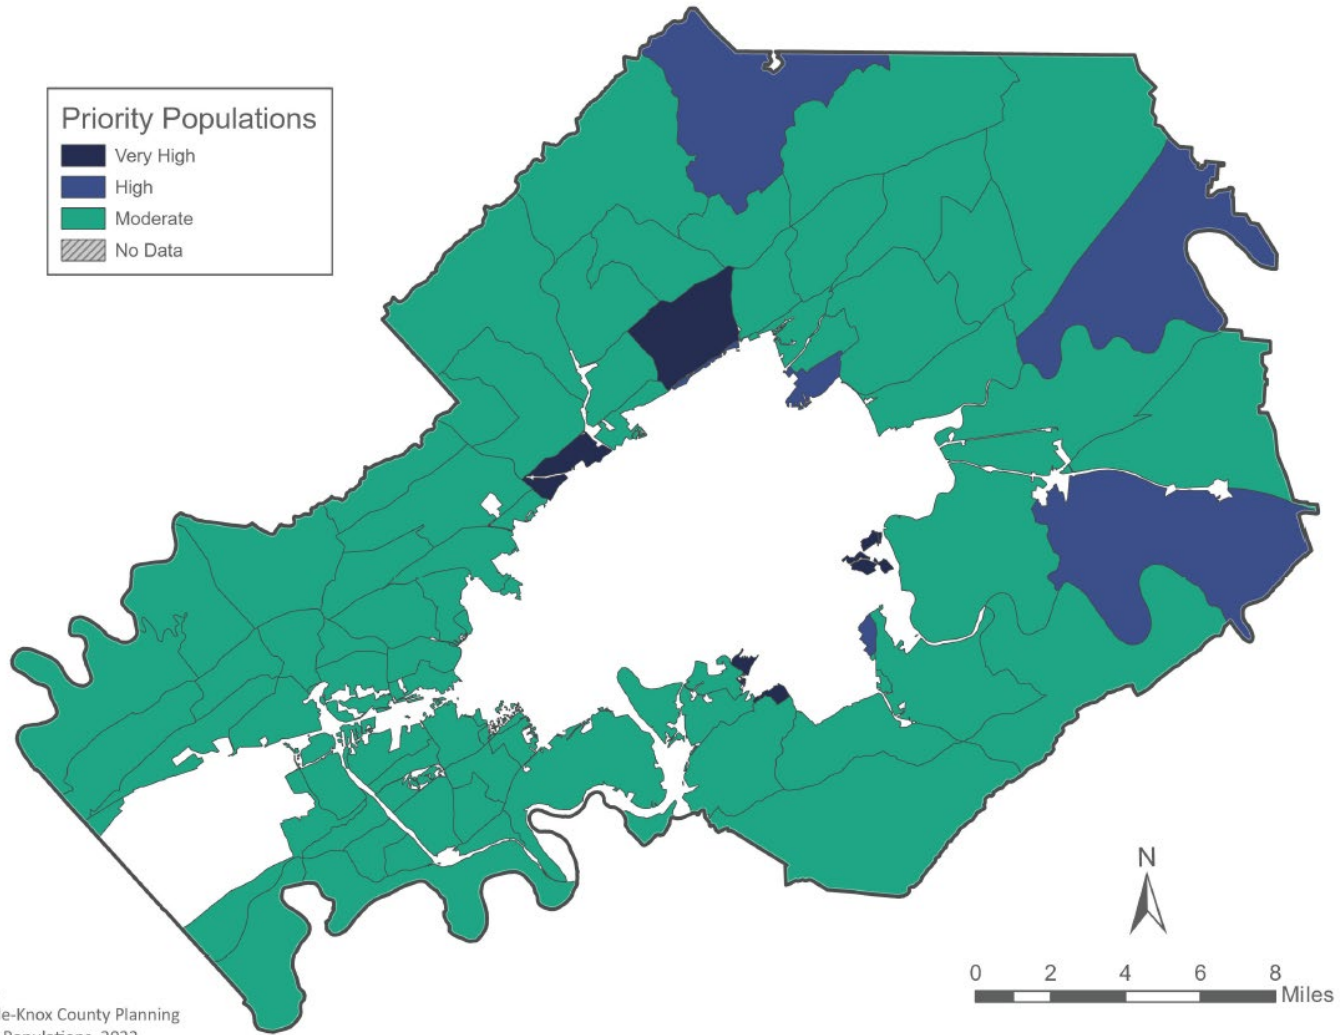 Priority Populations
Very High
High
Moderate
No Data
N
0 2 4 6 8
Miles
Knox County Planning